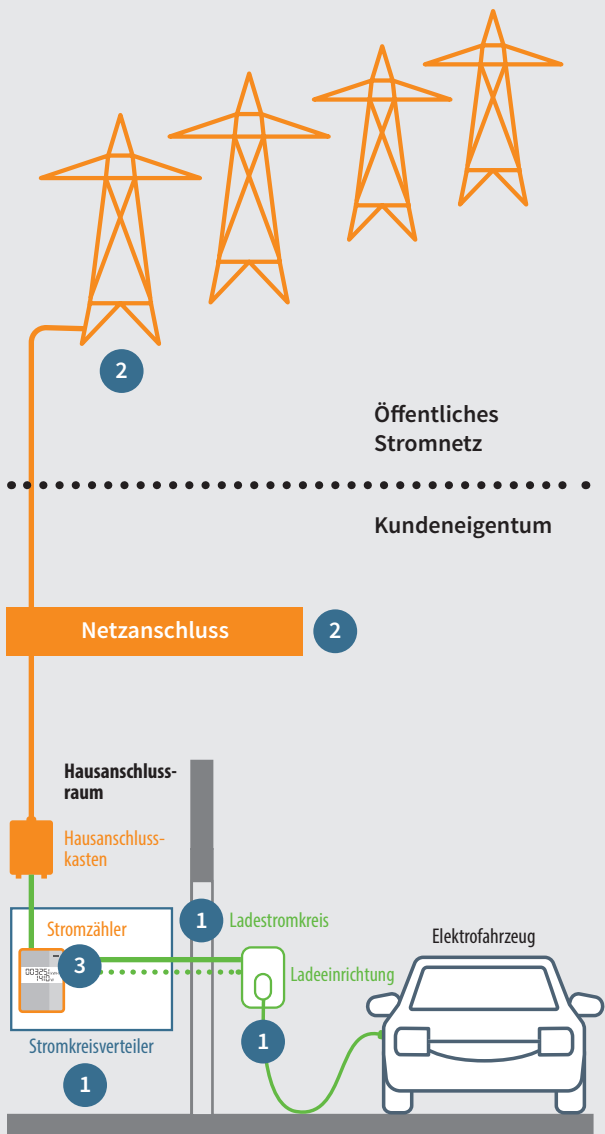 2
Öffentliches
Stromnetz
Kundeneigentum
Netzanschluss
2
Hausanschluss-
raum
Hausanschluss-
kasten
Stromzähler
1
Ladestromkreis
Elektrofahrzeug
3
Ladeeinrichtung
Stromkreisverteiler
1
1